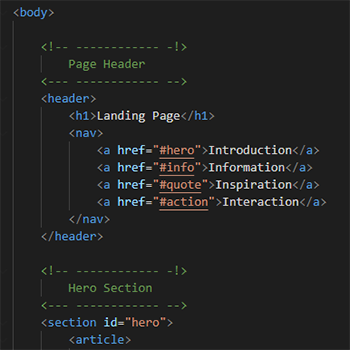 <body>
<!-- ------------ -!>
Page Header
<--- ------------ -->
<header>
<h1>Landing Page</h1>
<nav>
<a href="#hero">Introduction</a>
<a href="#info">Information</a>
<a href="#quote">Inspiration</a>
<a href="#action">Interaction</a>
</nav>
</header>
<!-- ------------ -!>
Hero Section
<--- ------------ -->
<section id="hero">
<article>